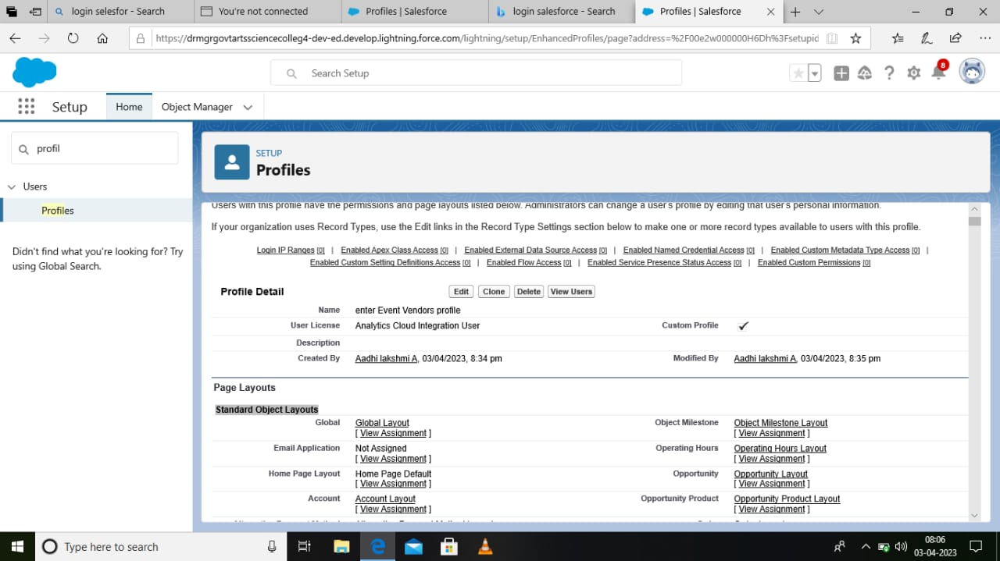 login selesfor - Search
You're not connected
Profiles | Salesforce
login salesforce - Search
Profiles | Salesforce
https://drmgrgovtartssciencecolleg4-dev-ed.develop.lightning.force.com/lightning/setup/EnhancedProfiles/page?address=%2F00e2w000000H6Dh%3Fsetupid
Search Setup
8
Setup
Home
Object Manager
profil
Users
Profiles
Didn't find what you're looking for? Try
using Global Search.
SETUP
Profiles
Users with this profile have the permissions and page layouts listed below. Administrators can change a user's profile by editing that user's personal information.
If your organization uses Record Types, use the Edit links in the Record Type Settings section below to make one or more record types available to users with this profile.
Login IP Ranges [0] | Enabled Apex Class Access [0] | Enabled External Data Source Access [0] | Enabled Named Credential Access [0] | Enabled Custom Metadata Type Access [0] |
Enabled Custom Setting Definitions Access [0] | Enabled Flow Access [0] | Enabled Service Presence Status Access [0] | Enabled Custom Permissions [0]
Profile Detail Edit Clone Delete View Users
Name enter Event Vendors profile
User License Analytics Cloud Integration User Custom Profile ✓
Description
Created By Aadhi lakshmi A, 03/04/2023, 8:34 pm Modified By Aadhi lakshmi A, 03/04/2023, 8:35 pm
Page Layouts
Standard Object Layouts
Global Global Layout Object Milestone Object Milestone Layout
[ View Assignment ] [ View Assignment ]
Email Application Not Assigned Operating Hours Operating Hours Layout
[ View Assignment ] [ View Assignment ]
Home Page Layout Home Page Default Opportunity Opportunity Layout
[ View Assignment ] [ View Assignment ]
Account Account Layout Opportunity Product Opportunity Product Layout
[ View Assignment ] [ View Assignment ]
Type here to search
08:06
03-04-2023